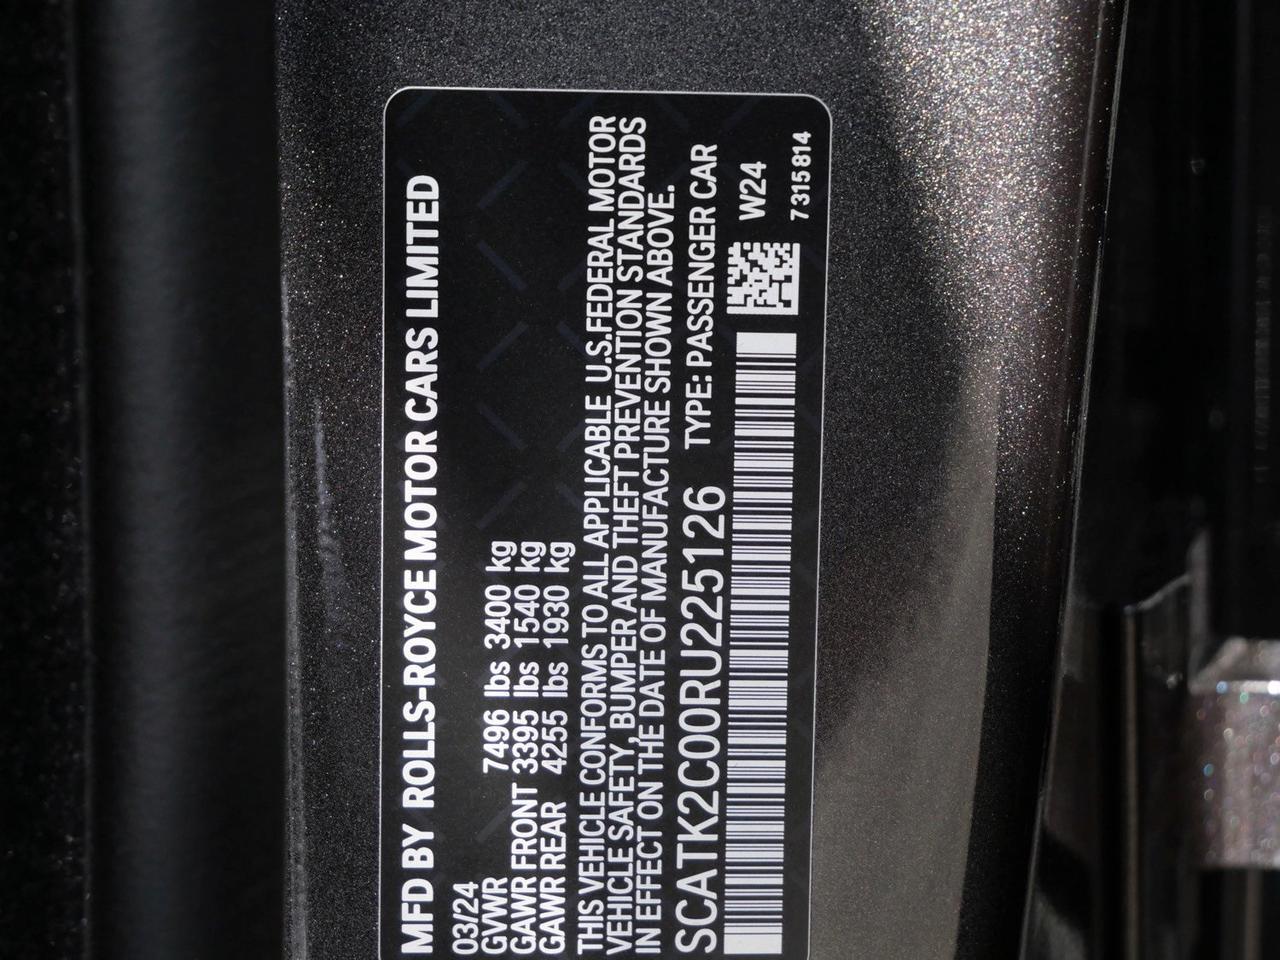 MFD BY ROLLS-ROYCE MOTOR CARS LIMITED
03/24
GVWR 7496 lbs 3400 kg
GAWR FRONT 3395 lbs 1540 kg
GAWR REAR 4255 lbs 1930 kg
THIS VEHICLE CONFORMS TO ALL APPLICABLE U.S.FEDERAL MOTOR
VEHICLE SAFETY, BUMPER AND THEFT PREVENTION STANDARDS
IN EFFECT ON THE DATE OF MANUFACTURE SHOWN ABOVE.
SCATK2C00RU225126 TYPE: PASSENGER CAR
W24
7315814